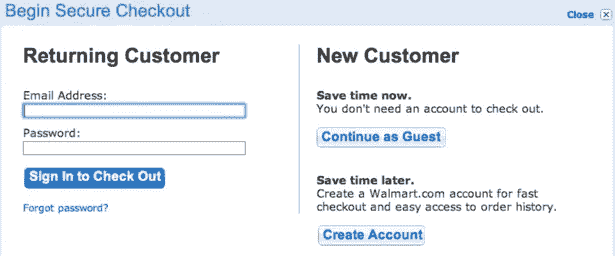 Begin Secure Checkout
Close
Returning Customer
Email Address:
Password:
Sign In to Check Out
Forgot password?
New Customer
Save time now.
You don't need an account to check out.
Continue as Guest
Save time later.
Create a Walmart.com account for fast
checkout and easy access to order history.
Create Account